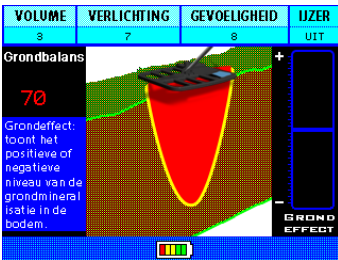 VOLUME VERLICHTING GEVOELIGHEID IJZER
3 7 8 UIT
Grondbalans
70
Grondeffect:
toont het
positieve of
negatieve
niveau van de
grondmineral
isatie in de
bodem.
+
−
GROND
EFFECT